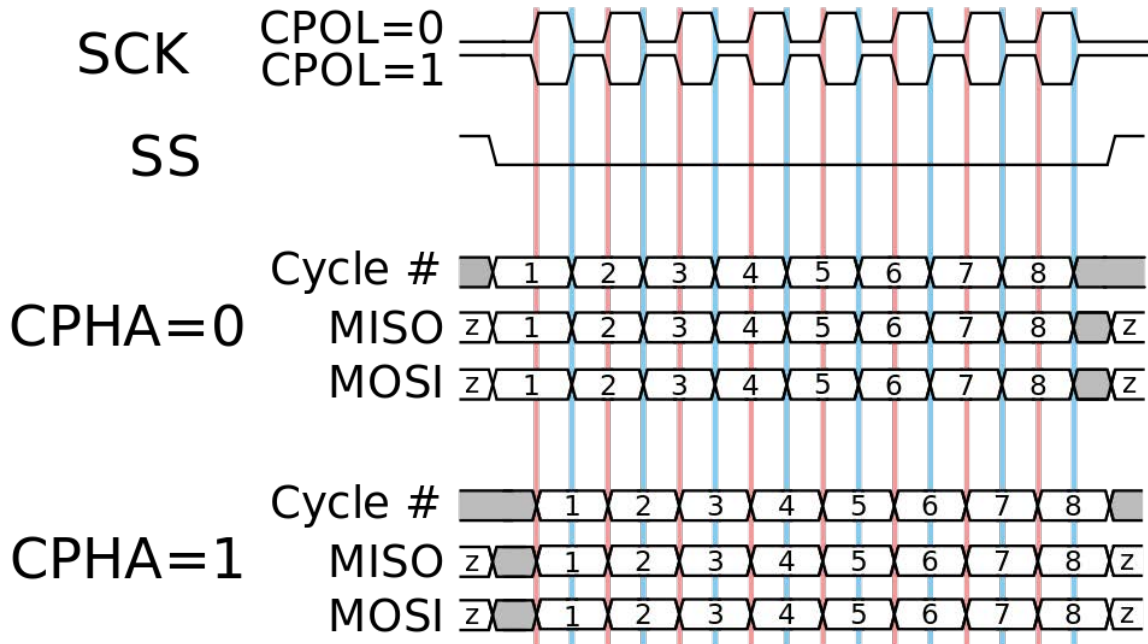 SCK CPOL=0
CPOL=1
SS
Cycle # 1 2 3 4 5 6 7 8
CPHA=0 MISO z 1 2 3 4 5 6 7 8 z
MOSI z 1 2 3 4 5 6 7 8 z
Cycle # 1 2 3 4 5 6 7 8
CPHA=1 MISO z 1 2 3 4 5 6 7 8 z
MOSI z 1 2 3 4 5 6 7 8 z